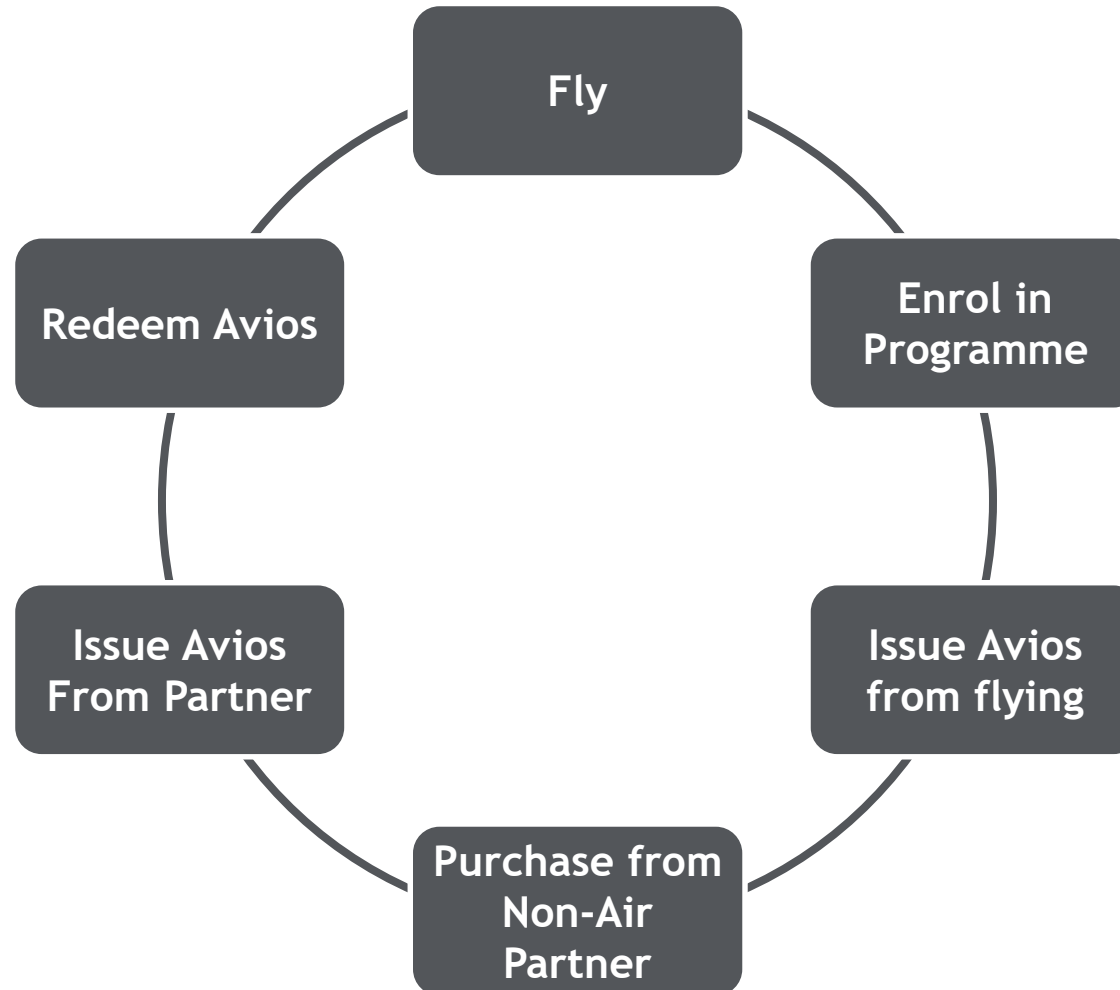 Fly
Enrol in
Programme
Issue Avios
from flying
Purchase from
Non-Air
Partner
Issue Avios
From Partner
Redeem Avios